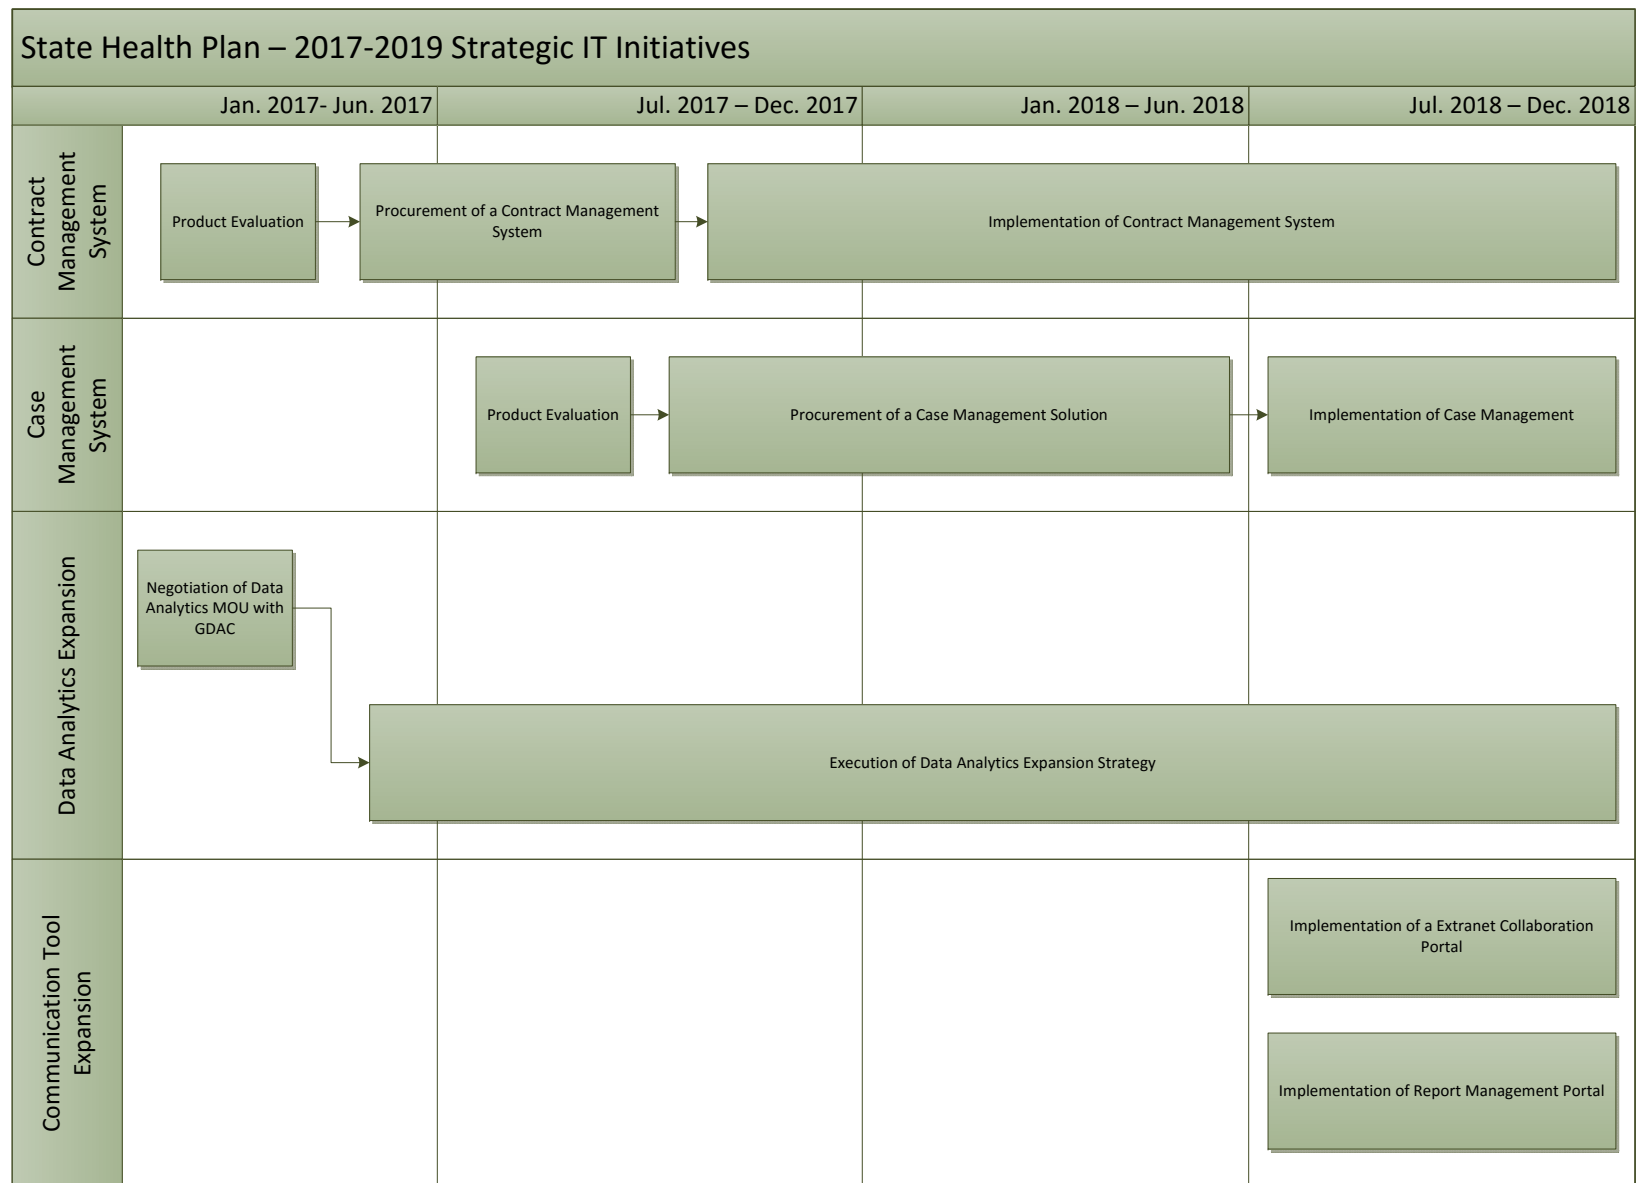 State Health Plan – 2017-2019 Strategic IT Initiatives
Jan. 2017- Jun. 2017
Jul. 2017 – Dec. 2017
Jan. 2018 – Jun. 2018
Jul. 2018 – Dec. 2018
Contract
Management
System
Product Evaluation
Procurement of a Contract Management
System
Implementation of Contract Management System
Case
Management
System
Product Evaluation
Procurement of a Case Management Solution
Implementation of Case Management
Data Analytics Expansion
Negotiation of Data
Analytics MOU with
GDAC
Execution of Data Analytics Expansion Strategy
Communication Tool
Expansion
Implementation of a Extranet Collaboration
Portal
Implementation of Report Management Portal